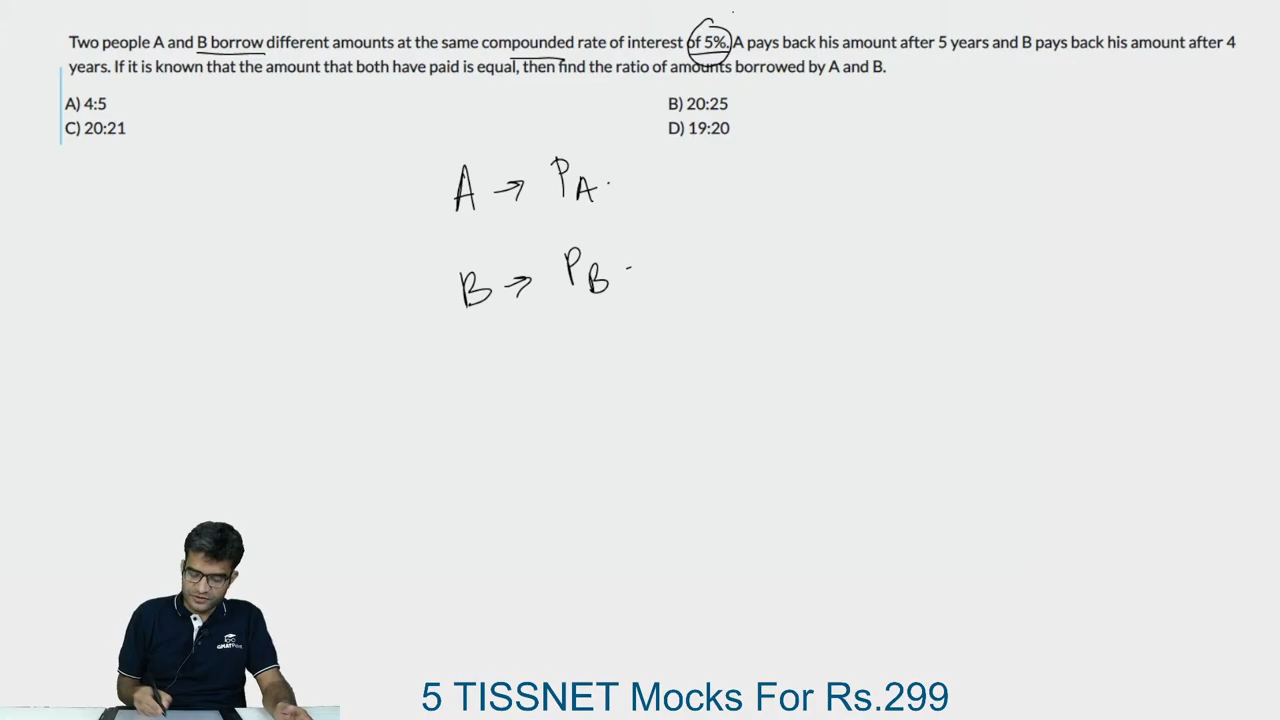 Two people A and B borrow different amounts at the same compounded rate of interest of 5%. A pays back his amount after 5 years and B pays back his amount after 4
years. If it is known that the amount that both have paid is equal, then find the ratio of amounts borrowed by A and B.
A) 4:5
B) 20:25
C) 20:21
D) 19:20
A → PA
B → PB
5 TISSNET Mocks For Rs.299